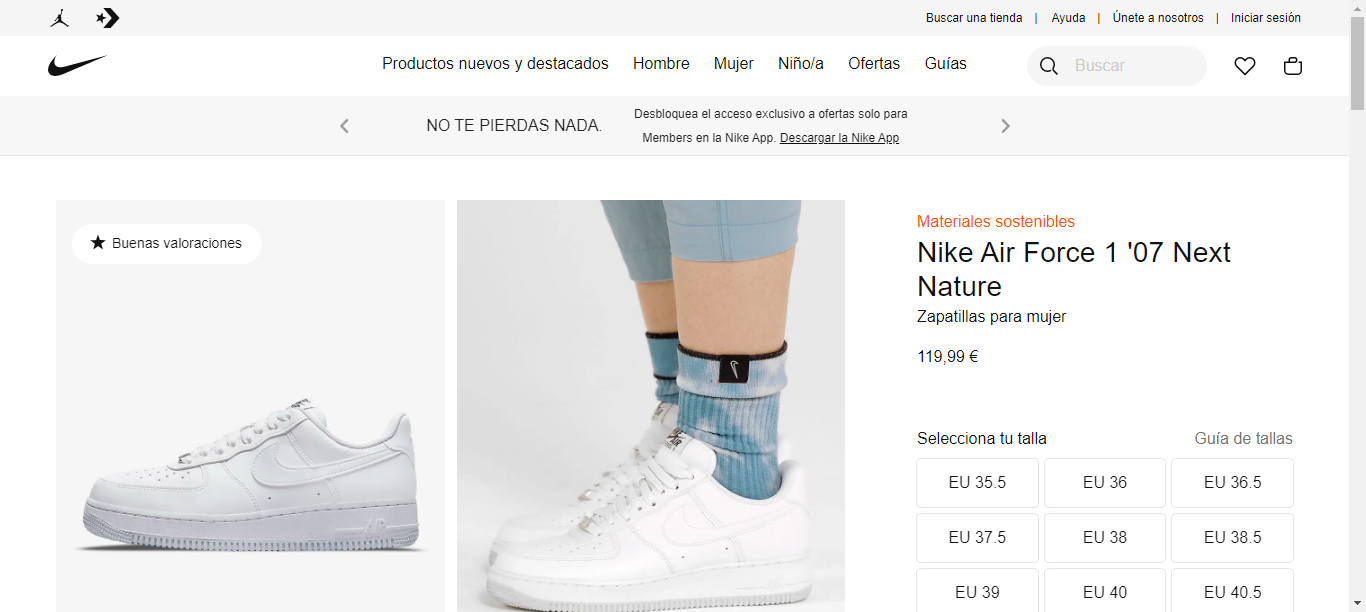 Buscar una tienda | Ayuda | Únete a nosotros | Iniciar sesión
Productos nuevos y destacados Hombre Mujer Niño/a Ofertas Guías Buscar
NO TE PIERDAS NADA.
Desbloquea el acceso exclusivo a ofertas solo para
Members en la Nike App. Descargar la Nike App
Buenas valoraciones
Materiales sostenibles
Nike Air Force 1 '07 Next
Nature
Zapatillas para mujer
119,99 €
Selecciona tu talla Guía de tallas
EU 35.5 EU 36 EU 36.5
EU 37.5 EU 38 EU 38.5
EU 39 EU 40 EU 40.5